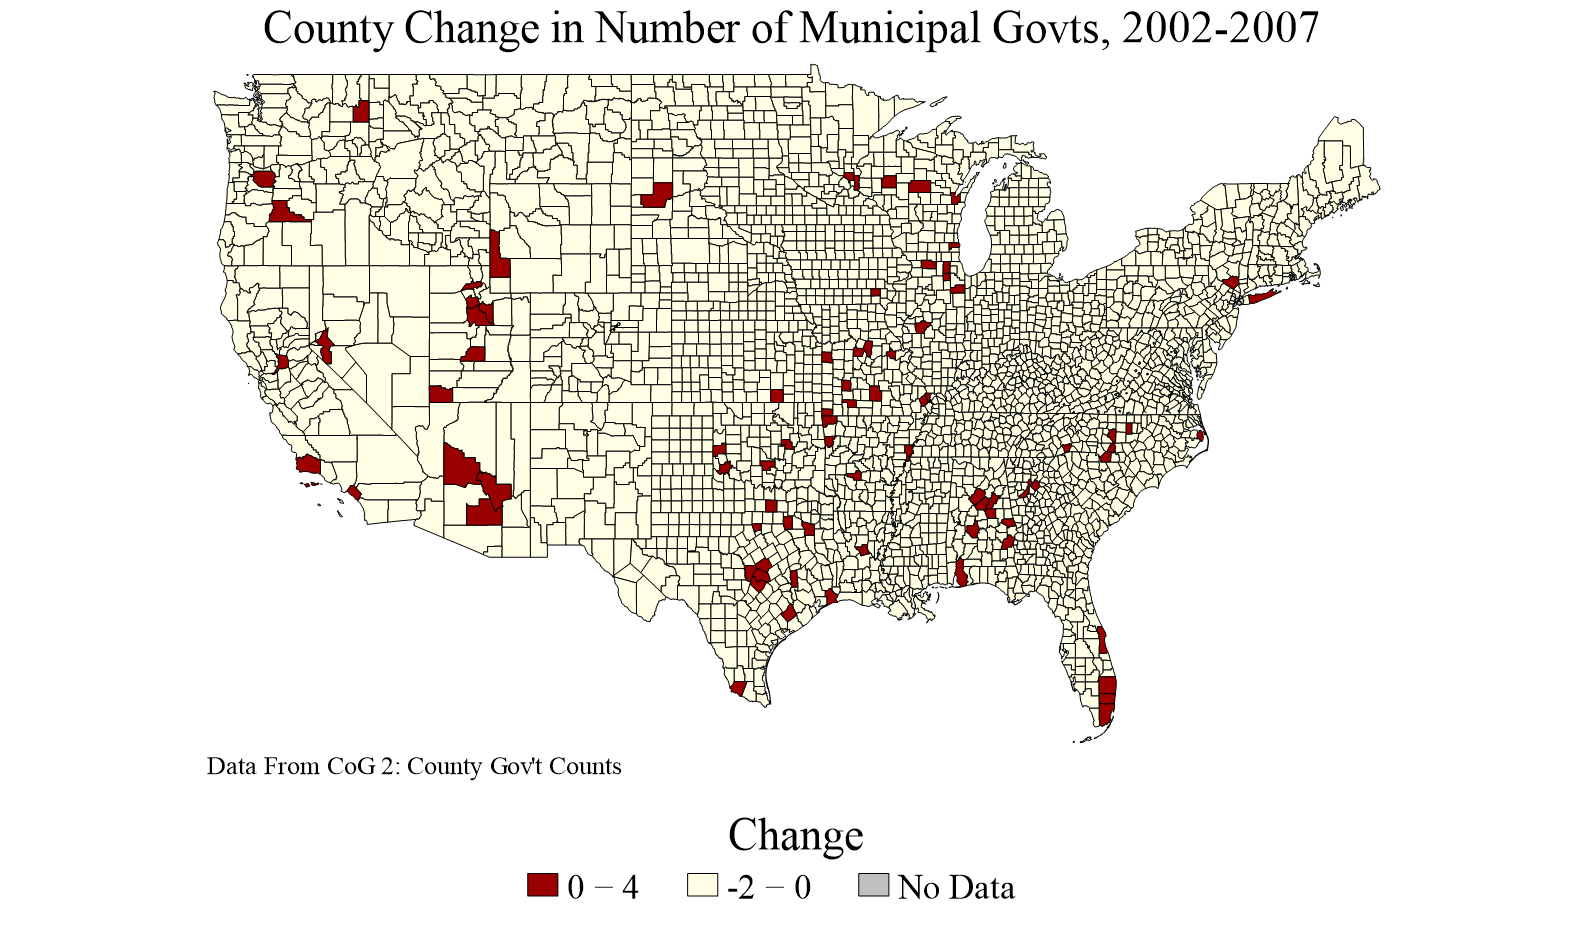 County Change in Number of Municipal Govts, 2002-2007
Data From CoG 2: County Gov't Counts
Change
0 − 4
-2 − 0
No Data